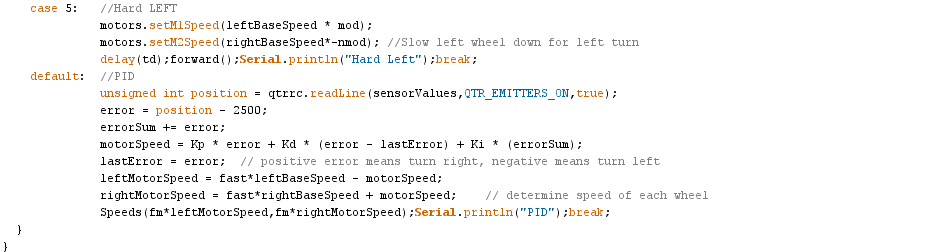 case 5:   //Hard LEFT
motors.setM1Speed(leftBaseSpeed * mod);
motors.setM2Speed(rightBaseSpeed*-nmod); //Slow left wheel down for left turn
delay(td);forward();Serial.println("Hard Left");break;
default:  //PID
unsigned int position = qtrrc.readLine(sensorValues,QTR_EMITTERS_ON,true);
error = position - 2500;
errorSum += error;
motorSpeed = Kp * error + Kd * (error - lastError) + Ki * (errorSum);
lastError = error;  // positive error means turn right, negative means turn left
leftMotorSpeed = fast*leftBaseSpeed - motorSpeed;
rightMotorSpeed = fast*rightBaseSpeed + motorSpeed;    // determine speed of each wheel
Speeds(fm*leftMotorSpeed,fm*rightMotorSpeed);Serial.println("PID");break;
}
}